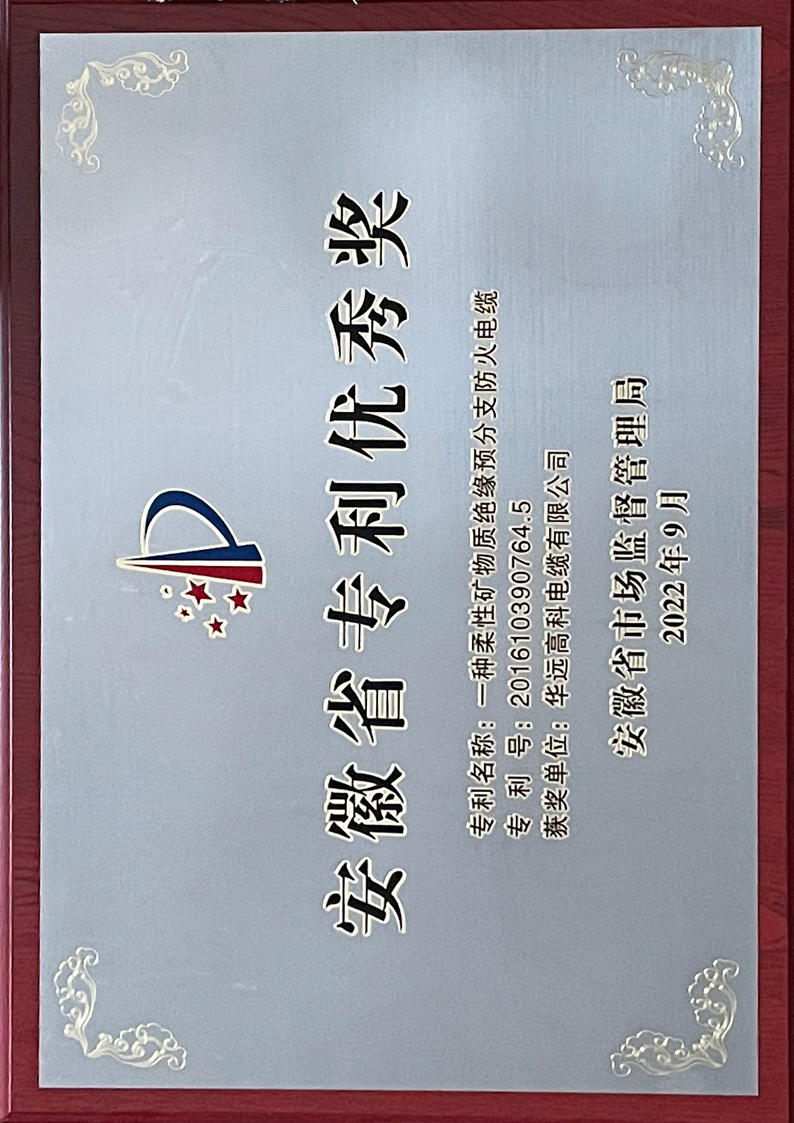 安徽省专利优秀奖
专利名称：一种柔性矿物质绝缘预分支防火电缆
专 利 号：201610390764.5
获奖单位：华远高科电缆有限公司
安徽省市场监督管理局
2022年9月